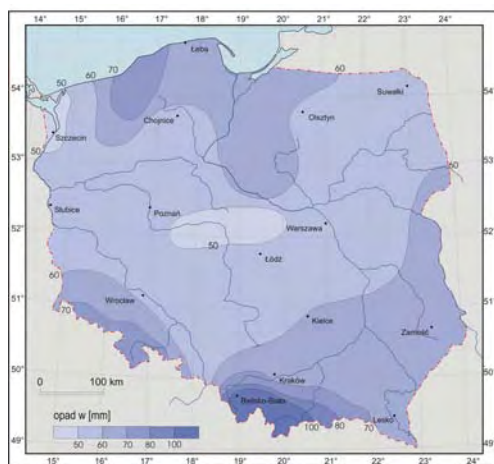 14° 15° 16° 17° 18° 19° 20° 21° 22° 23° 24°
50 60 70
Łeba
60
54°
Suwałki
54°
Chojnice
Olsztyn
Szczecin
53°
50
53°
60
Słubice
Poznań
52°
50
Warszawa
52°
Łódź
60
51°
Wrocław
70
51°
Kielce
Zamość
50°
Kraków
50°
0 100 km
Bielsko-Biała
opad w [mm]
100 80 70
Lesko
50 60 70 80 100
49°
49°
15° 16° 17° 18° 19° 20° 21° 22° 23°